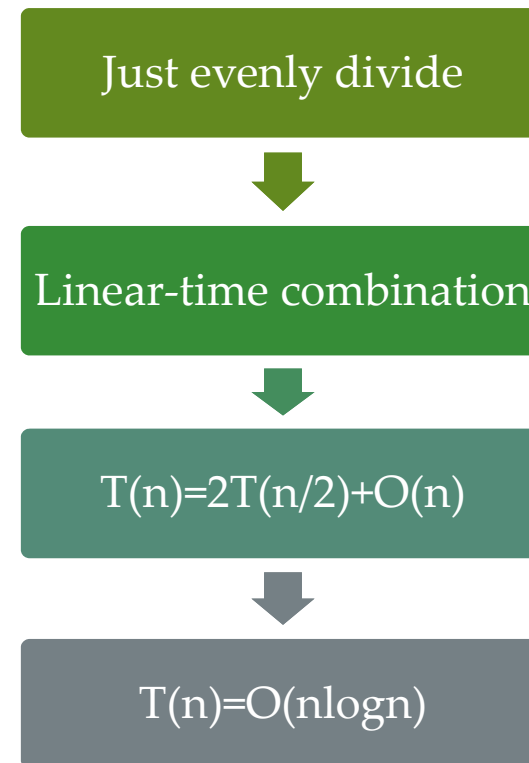 Just evenly divide
Linear-time combination
T(n)=2T(n/2)+O(n)
T(n)=O(nlogn)